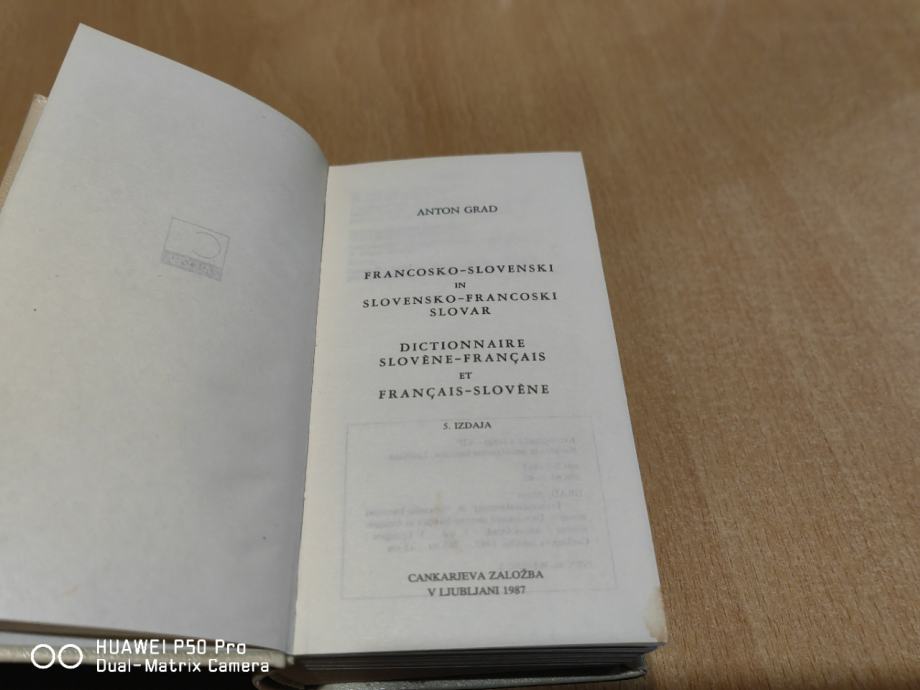 ANTON GRAD
FRANCOSKO-SLOVENSKI
IN
SLOVENSKO-FRANCOSKI
SLOVAR
DICTIONNAIRE
SLOVÈNE-FRANÇAIS
ET
FRANÇAIS-SLOVÈNE
5. IZDAJA
CANKARJEVA ZALOŽBA
V LJUBLJANI 1987
HUAWEI P50 Pro
Dual-Matrix Camera